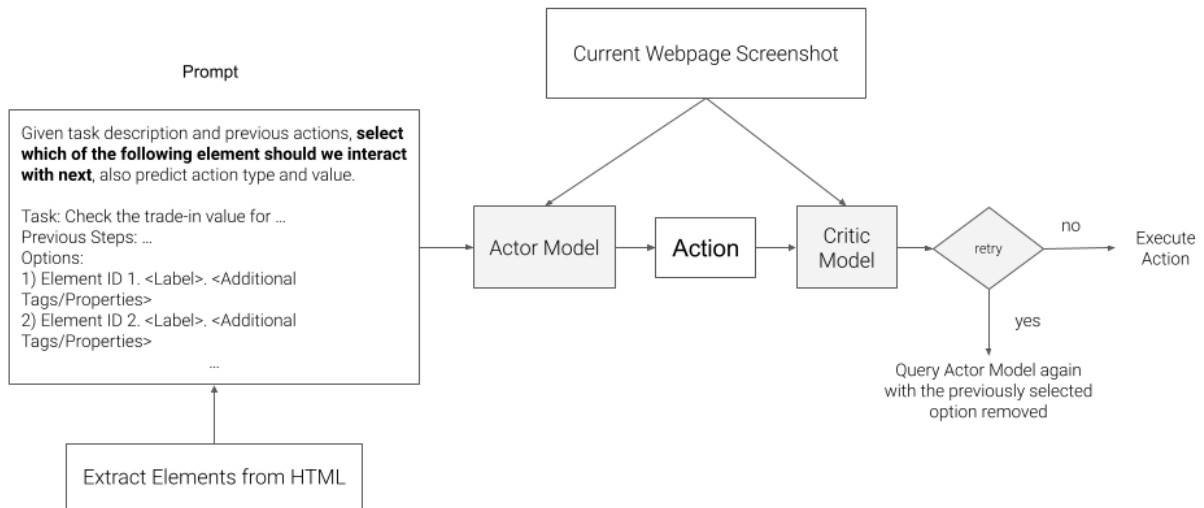 Current Webpage Screenshot
Prompt
Given task description and previous actions, select
which of the following element should we interact
with next, also predict action type and value.
Task: Check the trade-in value for ...
Previous Steps: ...
Options:
1) Element ID 1. <Label>. <Additional
Tags/Properties>
2) Element ID 2. <Label>. <Additional
Tags/Properties>
...
Extract Elements from HTML
Actor Model
Action
Critic
Model
retry
no
Execute
Action
yes
Query Actor Model again
with the previously selected
option removed